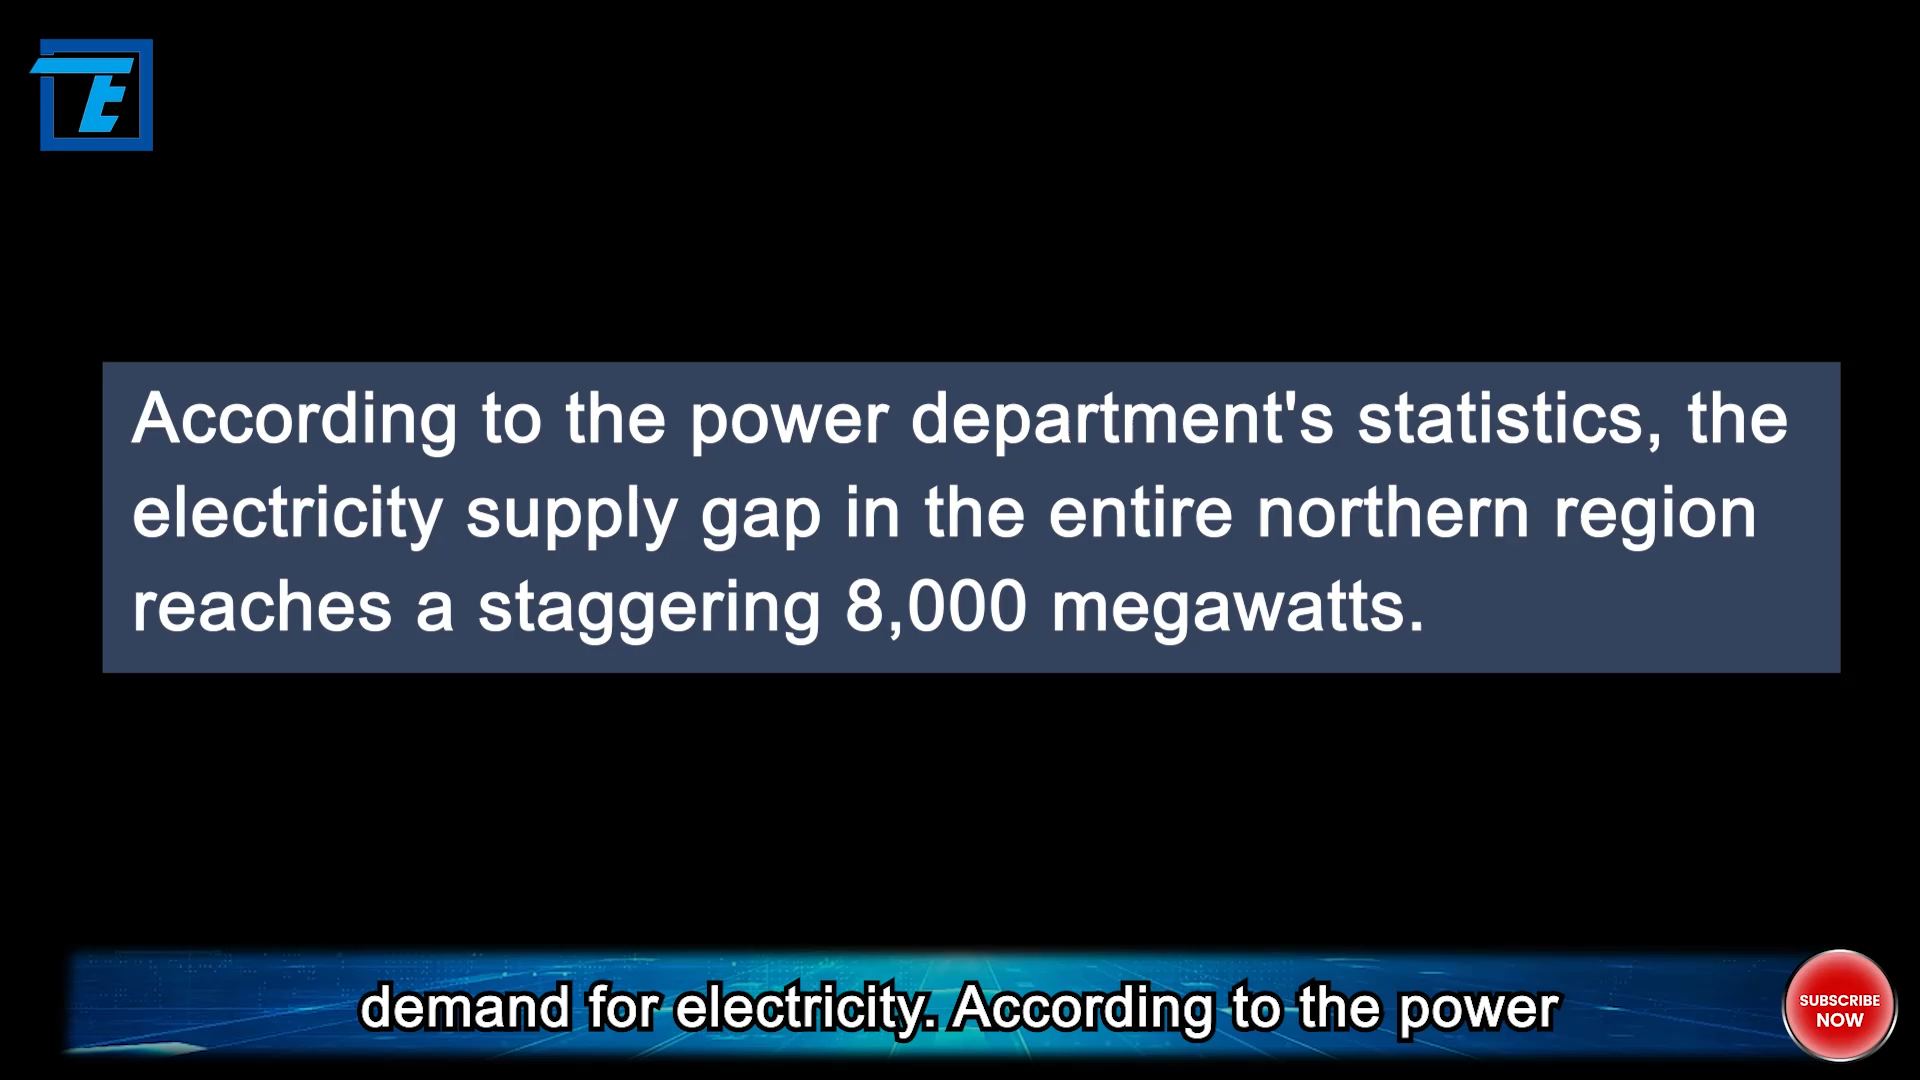 TE
According to the power department's statistics, the
electricity supply gap in the entire northern region
reaches a staggering 8,000 megawatts.
demand for electricity. According to the power
SUBSCRIBE
NOW